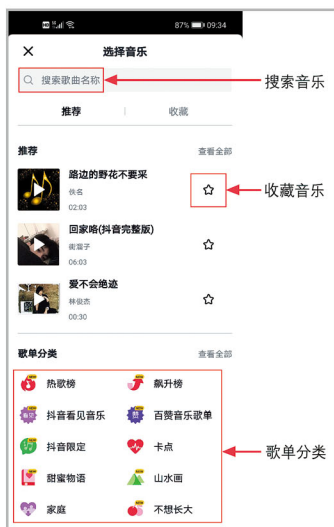 87% 09:34
选择音乐
搜索歌曲名称
搜索音乐
推荐 收藏
推荐 查看全部
路边的野花不要采
佚名
02:03
收藏音乐
回家咯(抖音完整版)
街溜子
06:03
爱不会绝迹
林俊杰
00:30
歌单分类 查看全部
热歌榜 飙升榜
抖音看见音乐 百赞音乐歌单
抖音限定 卡点
歌单分类
甜蜜物语 山水画
家庭 不想长大